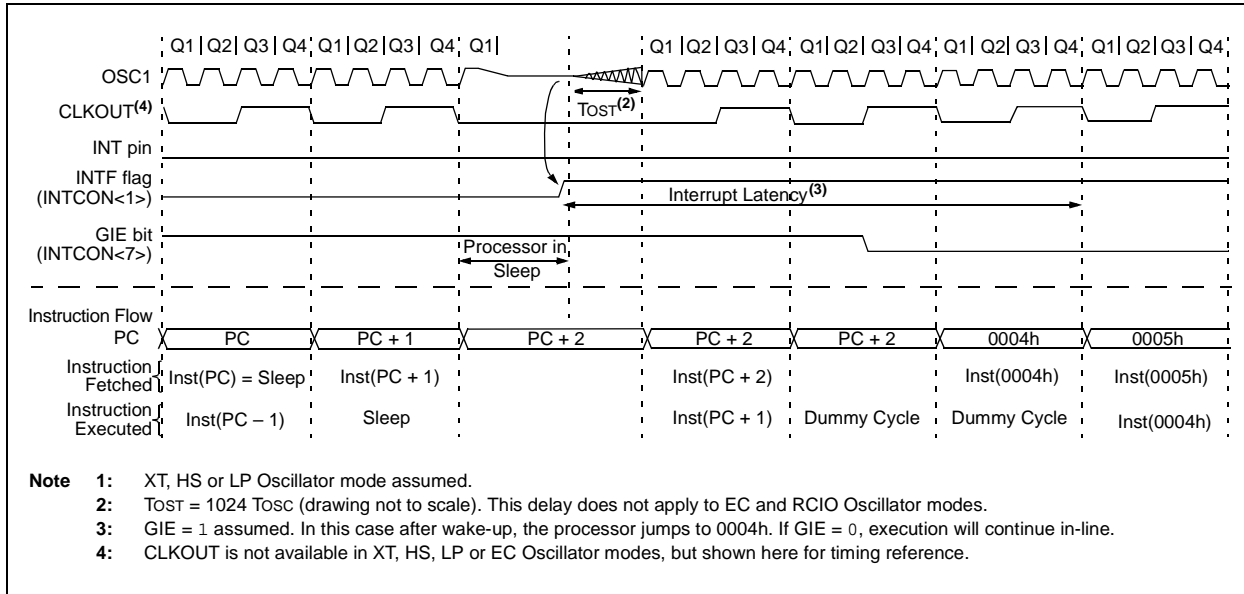 Q1 | Q2 | Q3 | Q4 | Q1 | Q2 | Q3 | Q4 | Q1 | Q1 | Q2 | Q3 | Q4 | Q1 | Q2 | Q3 | Q4 | Q1 | Q2 | Q3 | Q4 | Q1 | Q2 | Q3 | Q4
OSC1
CLKOUT(4)
TOST(2)
INT pin
INTF flag
(INTCON<1>)
Interrupt Latency(3)
GIE bit
(INTCON<7>)
Processor in
Sleep
Instruction Flow
PC PC PC + 1 PC + 2 PC + 2 PC + 2 0004h 0005h
Instruction
Fetched
Inst(PC) = Sleep Inst(PC + 1) Inst(PC + 2) Inst(0004h) Inst(0005h)
Instruction
Executed
Inst(PC – 1) Sleep Inst(PC + 1) Dummy Cycle Dummy Cycle Inst(0004h)
Note 1: XT, HS or LP Oscillator mode assumed.
2: TOST = 1024 TOSC (drawing not to scale). This delay does not apply to EC and RCIO Oscillator modes.
3: GIE = 1 assumed. In this case after wake-up, the processor jumps to 0004h. If GIE = 0, execution will continue in-line.
4: CLKOUT is not available in XT, HS, LP or EC Oscillator modes, but shown here for timing reference.